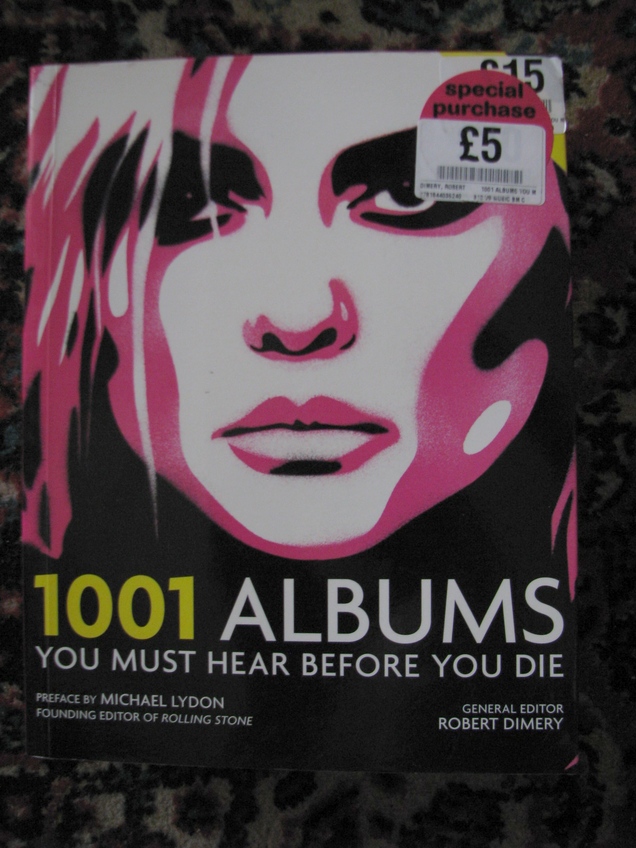 £15
special
purchase
£5
DIMERY, ROBERT 1001 ALBUMS YOU M
1001 ALBUMS
YOU MUST HEAR BEFORE YOU DIE
PREFACE BY MICHAEL LYDON
FOUNDING EDITOR OF ROLLING STONE
GENERAL EDITOR
ROBERT DIMERY